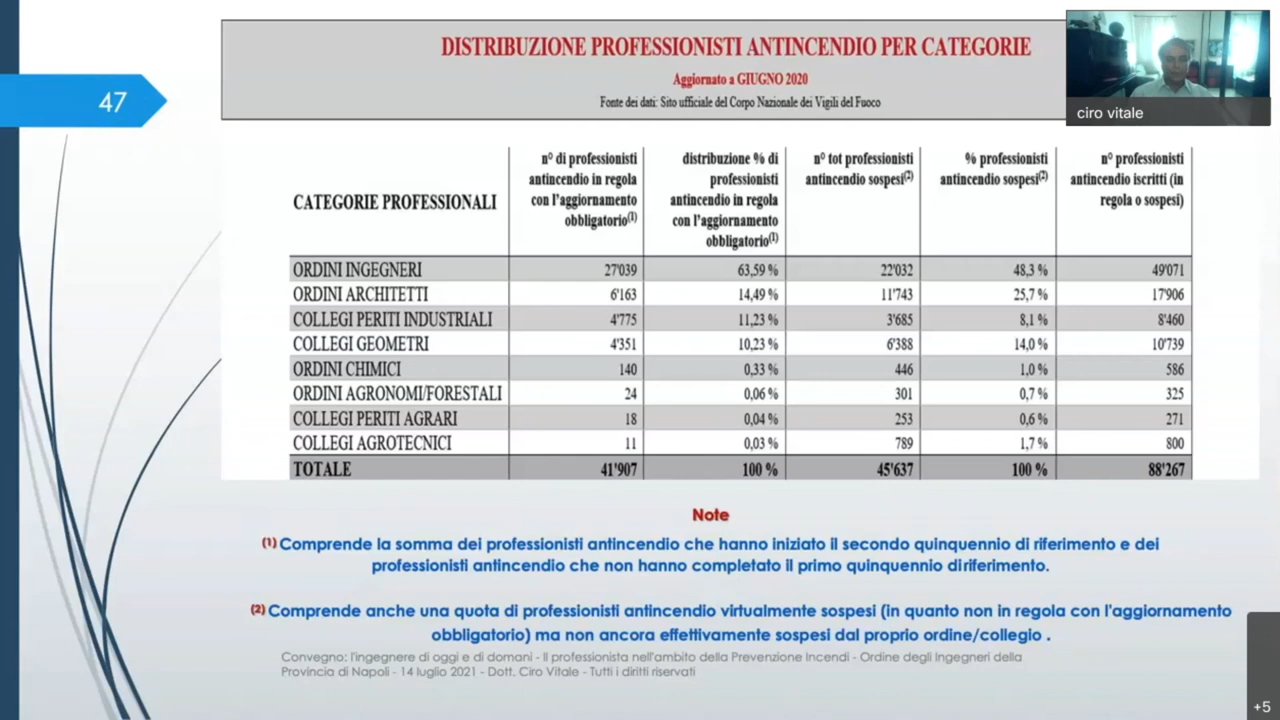 DISTRIBUZIONE PROFESSIONISTI ANTINCENDIO PER CATEGORIE
Aggiornato a GIUGNO 2020
Fonte dei dati: Sito ufficiale del Corpo Nazionale dei Vigili del Fuoco
ciro vitale
47
CATEGORIE PROFESSIONALI
n° di professionisti
antincendio in regola
con l'aggiornamento
obbligatorio(1)
distribuzione % di
professionisti
antincendio in regola
con l'aggiornamento
obbligatorio(1)
n° tot professionisti
antincendio sospesi(2)
% professionisti
antincendio sospesi(2)
n° professionisti
antincendio iscritti (in
regola o sospesi)
ORDINI INGEGNERI 27'039 63,59 % 22'032 48,3 % 49'071
ORDINI ARCHITETTI 6'163 14,49 % 11'743 25,7 % 17'906
COLLEGI PERITI INDUSTRIALI 4'775 11,23 % 3'685 8,1 % 8'460
COLLEGI GEOMETRI 4'351 10,23 % 6'388 14,0 % 10'739
ORDINI CHIMICI 140 0,33 % 446 1,0 % 586
ORDINI AGRONOMI/FORESTALI 24 0,06 % 301 0,7 % 325
COLLEGI PERITI AGRARI 18 0,04 % 253 0,6 % 271
COLLEGI AGROTECNICI 11 0,03 % 789 1,7 % 800
TOTALE 41'907 100 % 45'637 100 % 88'267
Note
(1) Comprende la somma dei professionisti antincendio che hanno iniziato il secondo quinquennio di riferimento e dei
professionisti antincendio che non hanno completato il primo quinquennio di riferimento.
(2) Comprende anche una quota di professionisti antincendio virtualmente sospesi (in quanto non in regola con l'aggiornamento
obbligatorio) ma non ancora effettivamente sospesi dal proprio ordine/collegio .
Convegno: l'ingegnere di oggi e di domani - Il professionista nell'ambito della Prevenzione Incendi - Ordine degli Ingegneri della
Provincia di Napoli - 14 luglio 2021 - Dott. Ciro Vitale - Tutti i diritti riservati
+5